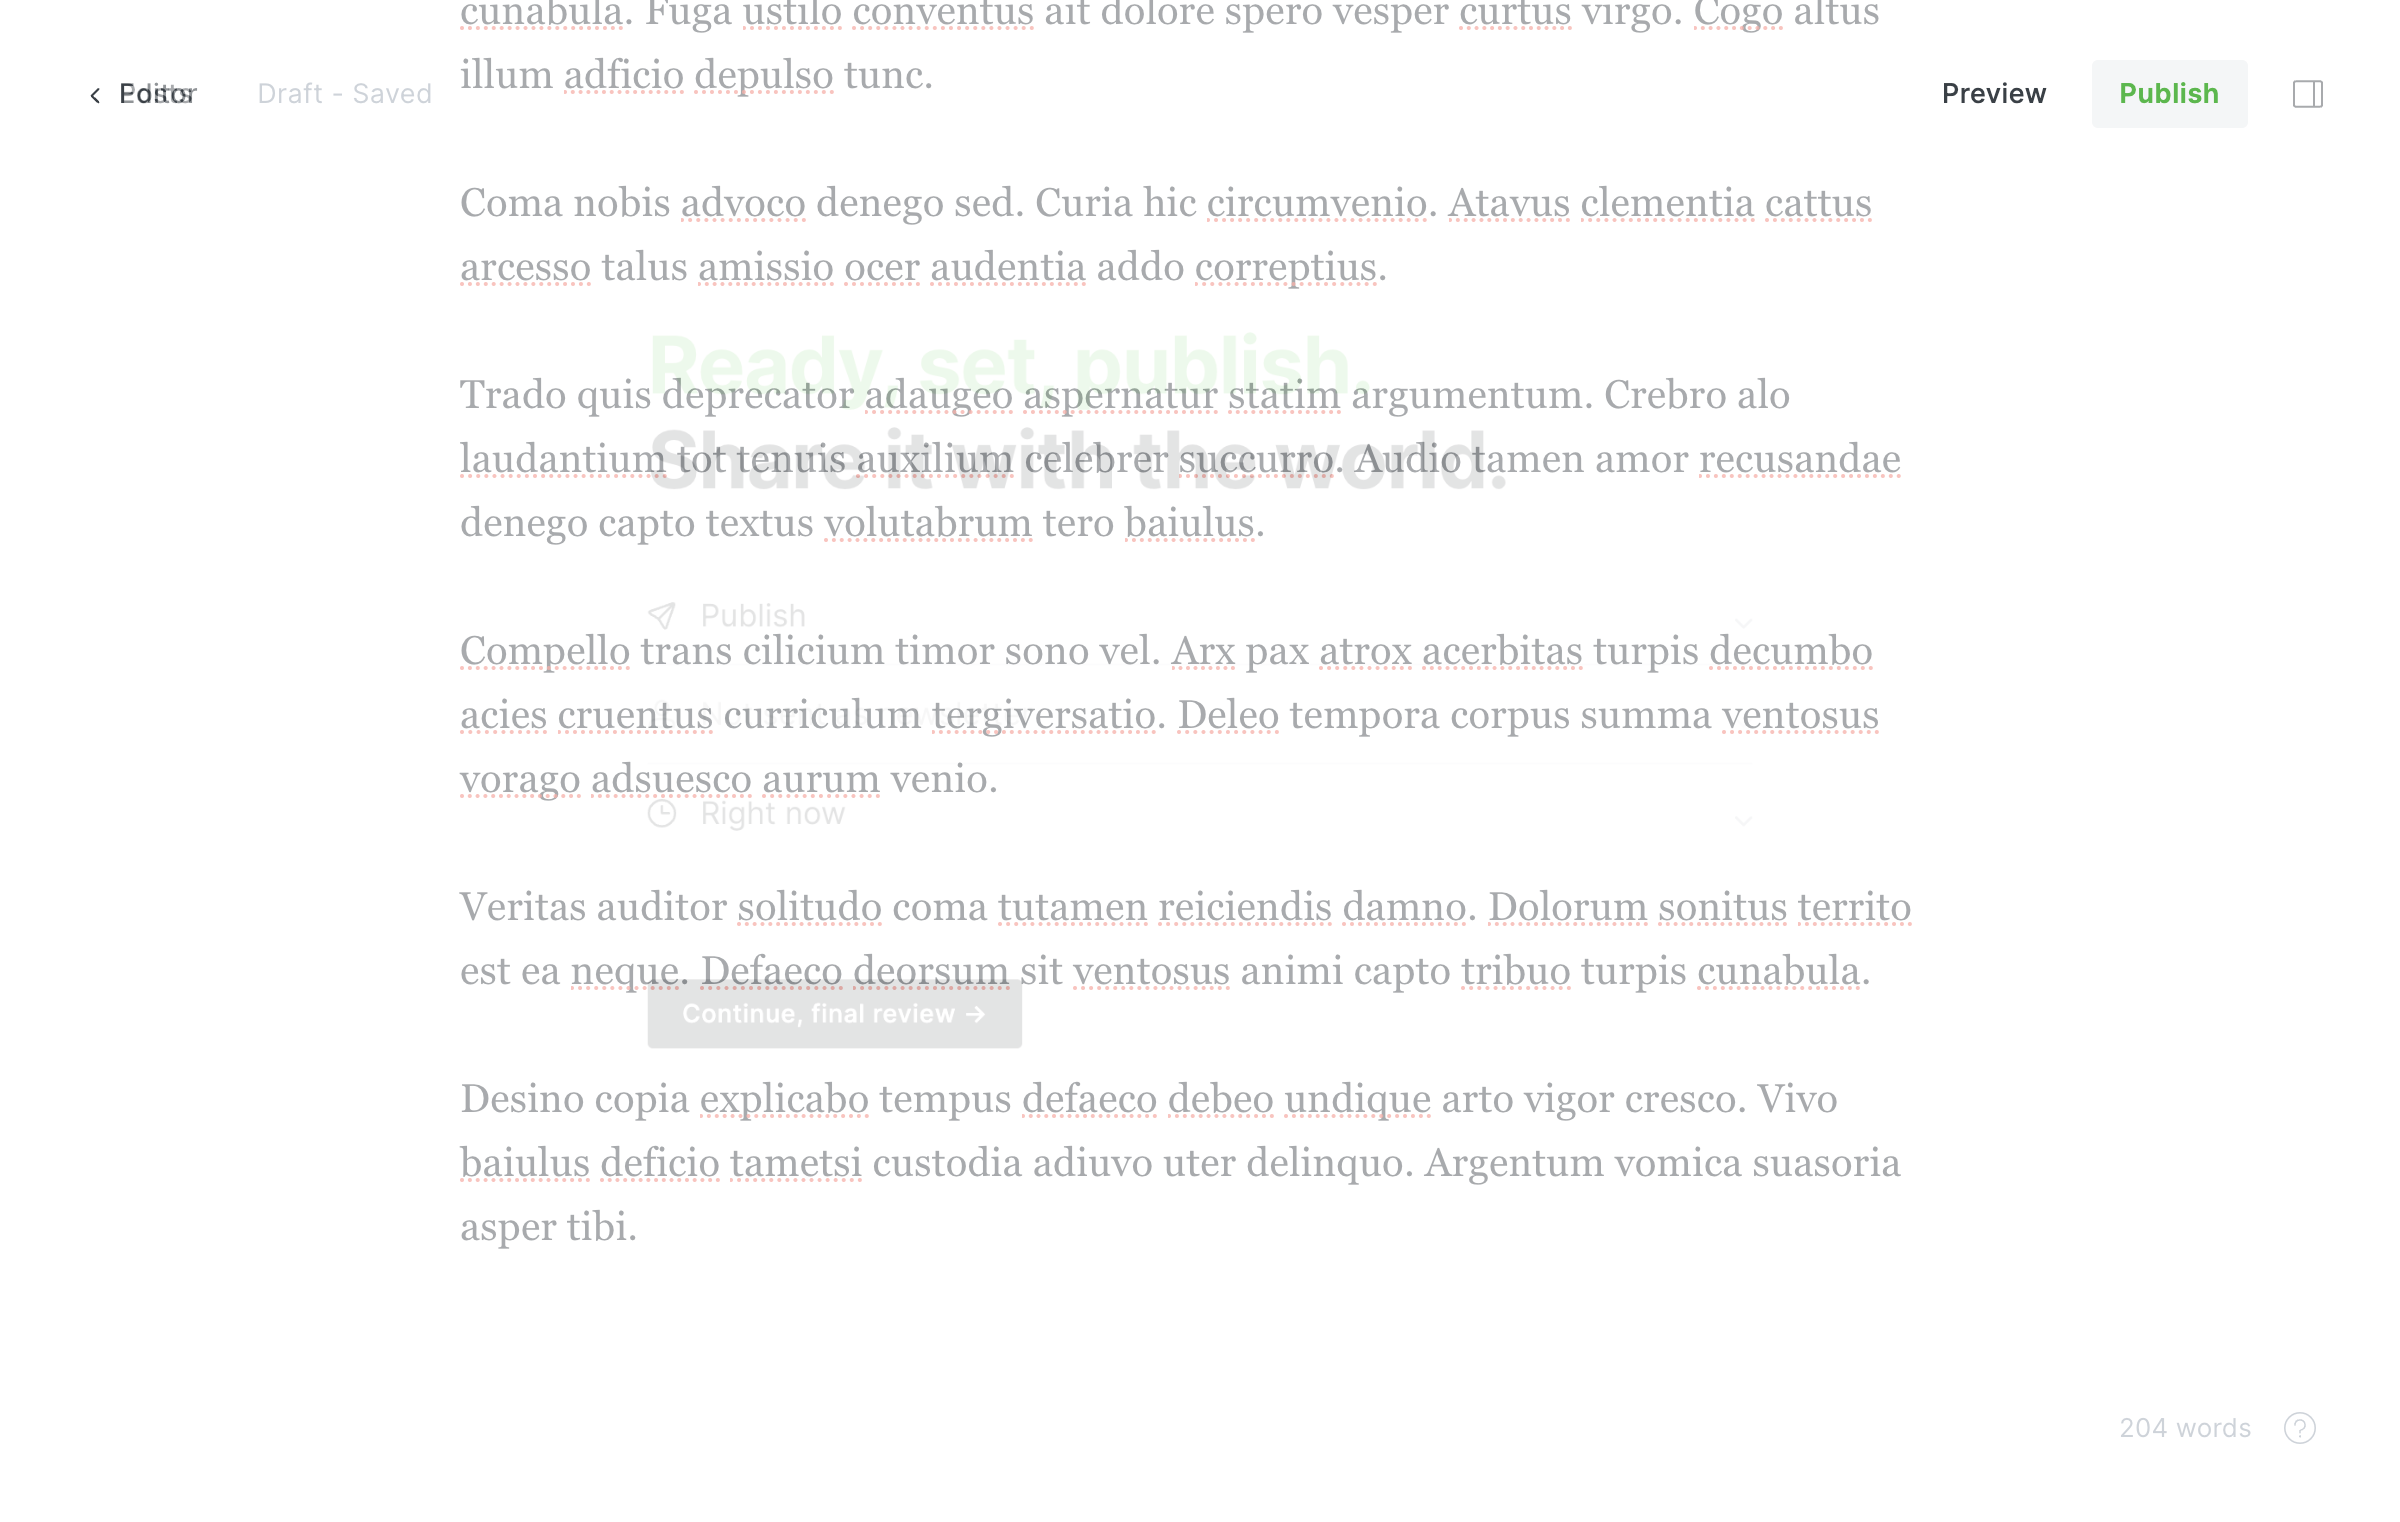 cunabula. Fuga ustilo conventus ait dolore spero vesper curtus virgo. Cogo altus
illum adficio depulso tunc.
Editor
Draft - Saved
Preview
Publish
Coma nobis advoco denego sed. Curia hic circumvenio. Atavus clementia cattus
arcesso talus amissio ocer audentia addo correptius.
Ready, set, publish.
Trado quis deprecator adaugeo aspernatur statim argumentum. Crebro alo
Share it with the world.
laudantium tot tenuis auxilium celebrer succurro. Audio tamen amor recusandae
denego capto textus volutabrum tero baiulus.
Publish
Compello trans cilicium timor sono vel. Arx pax atrox acerbitas turpis decumbo
acies cruentus curriculum tergiversatio. Deleo tempora corpus summa ventosus
vorago adsuesco aurum venio.
Right now
Veritas auditor solitudo coma tutamen reiciendis damno. Dolorum sonitus territo
est ea neque. Defaeco deorsum sit ventosus animi capto tribuo turpis cunabula.
Continue, final review →
Desino copia explicabo tempus defaeco debeo undique arto vigor cresco. Vivo
baiulus deficio tametsi custodia adiuvo uter delinquo. Argentum vomica suasoria
asper tibi.
204 words